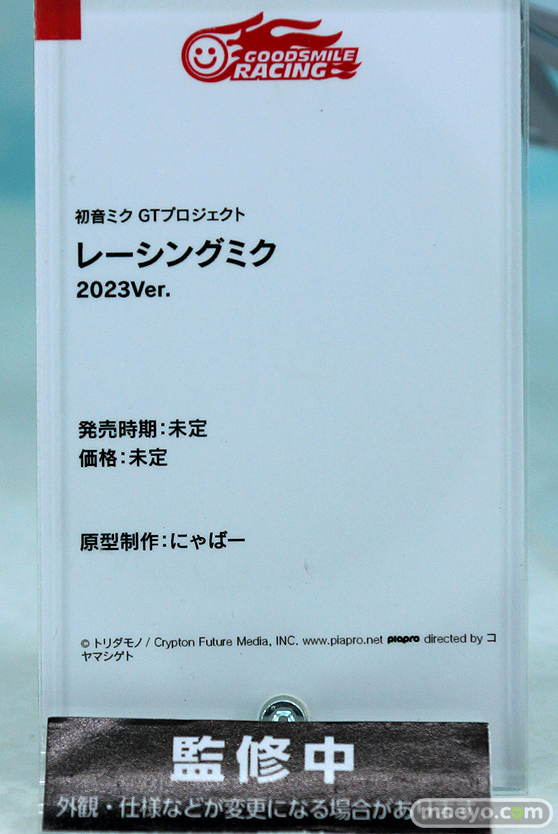 GOODSMILE
RACING
初音ミク GTプロジェクト
レーシングミク
2023Ver.
発売時期:未定
価格:未定
原型制作:にゃばー
© トリダモノ / Crypton Future Media, INC. www.piapro.net piapro directed by コ
ヤマシゲト
監修中
外観・仕様などが変更になる場合があ
moeyo.com